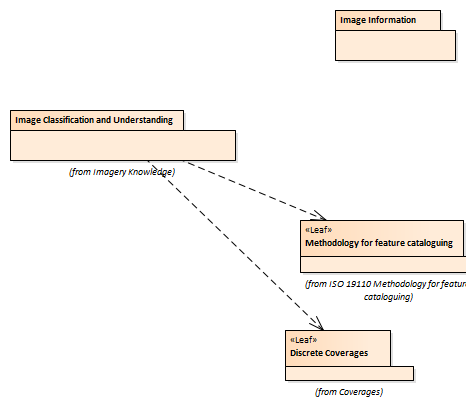 Image Information
Image Classification and Understanding
(from Imagery Knowledge)
«Leaf»
Methodology for feature cataloguing
(from ISO 19110 Methodology for featur
cataloguing)
«Leaf»
Discrete Coverages
(from Coverages)